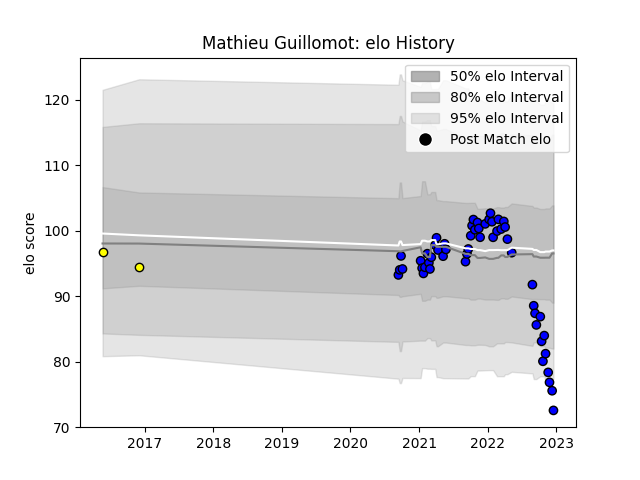 Mathieu Guillomot: elo History
50% elo Interval
80% elo Interval
95% elo Interval
Post Match elo
elo score
120
110
100
90
80
70
2017 2018 2019 2020 2021 2022 2023